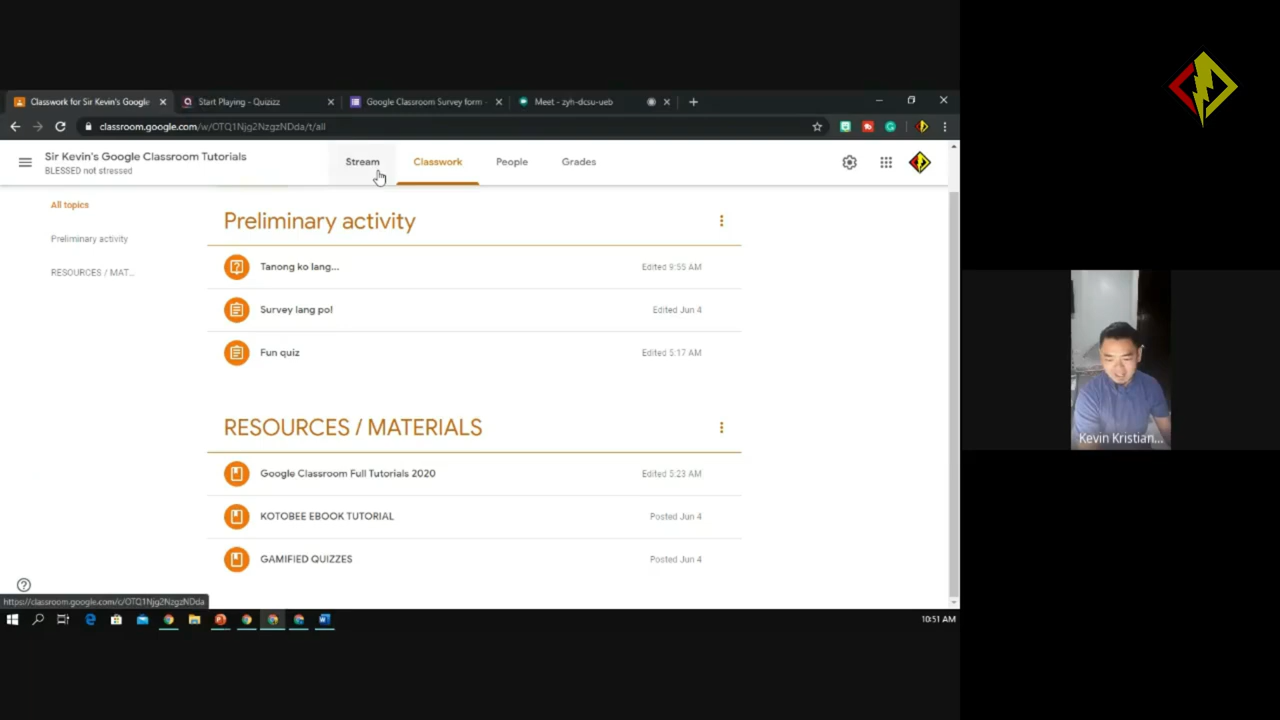 Classwork for Sir Kevin's Google
Start Playing - Quizizz
Google Classroom Survey form -
Meet - zyh-dcsu-ueb
classroom.google.com/w/OTQ1Njg2NzgzNDda/t/all
Sir Kevin's Google Classroom Tutorials
BLESSED not stressed
Stream
Classwork
People
Grades
All topics
Preliminary activity
RESOURCES / MAT...
Preliminary activity
Tanong ko lang...
Edited 9:55 AM
Survey lang po!
Edited Jun 4
Fun quiz
Edited 5:17 AM
RESOURCES / MATERIALS
Google Classroom Full Tutorials 2020
Edited 5:23 AM
KOTOBEE EBOOK TUTORIAL
Posted Jun 4
GAMIFIED QUIZZES
Posted Jun 4
https://classroom.google.com/c/OTQ1Njg2NzgzNDda
10:51 AM
Kevin Kristian...